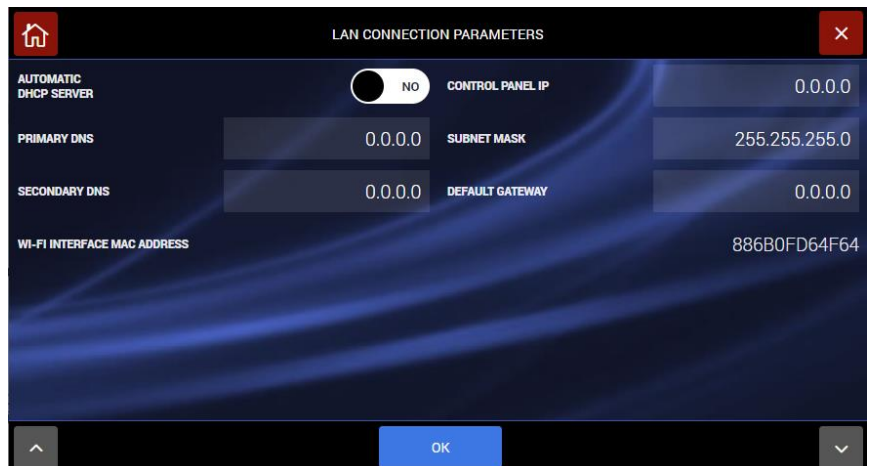 LAN CONNECTION PARAMETERS
AUTOMATIC
DHCP SERVER
NO
CONTROL PANEL IP
0.0.0.0
PRIMARY DNS
0.0.0.0
SUBNET MASK
255.255.255.0
SECONDARY DNS
0.0.0.0
DEFAULT GATEWAY
0.0.0.0
WI-FI INTERFACE MAC ADDRESS
886B0FD64F64
OK